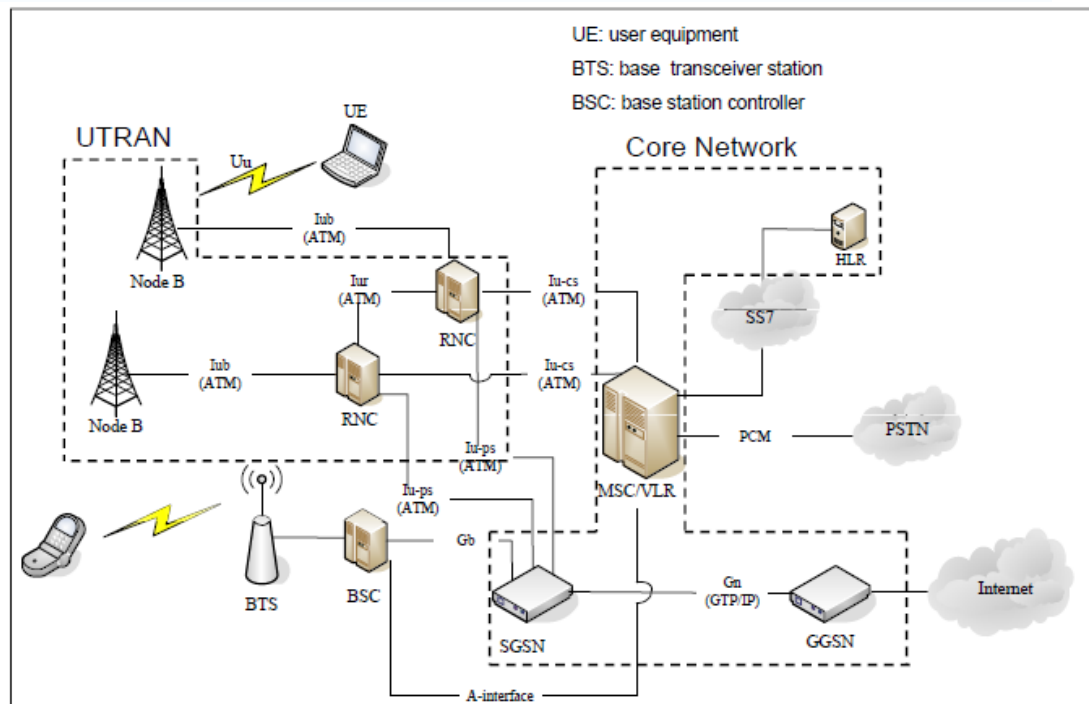 UE: user equipment
BTS: base transceiver station
BSC: base station controller
UE
UTRAN
Uu
Core Network
Iub
(ATM)
HLR
Node B
Iur
(ATM)
Iu-cs
(ATM)
SS7
RNC
Iub
(ATM)
Iu-cs
(ATM)
RNC
Node B
PCM
PSTN
Iu-ps
(ATM)
MSC/VLR
Iu-ps
(ATM)
Gb
Gn
(GTP/IP)
Internet
BTS
BSC
SGSN
GGSN
A-interface